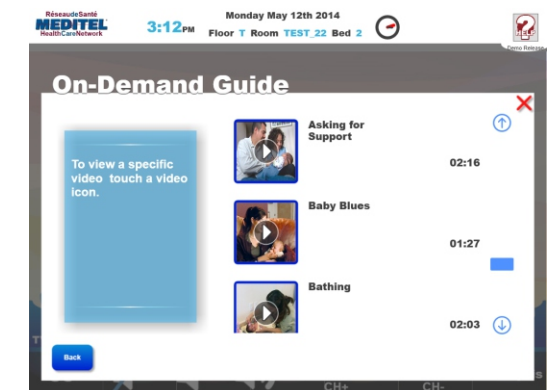 RéseaudeSanté
MEDITEL
HealthCareNetwork
3:12PM
Monday May 12th 2014
Floor T Room TEST_22 Bed 2
HELP
Demo Release
On-Demand Guide
To view a specific
video touch a video
icon.
Asking for
Support
02:16
Baby Blues
01:27
Bathing
02:03
Back
CH+
CH-